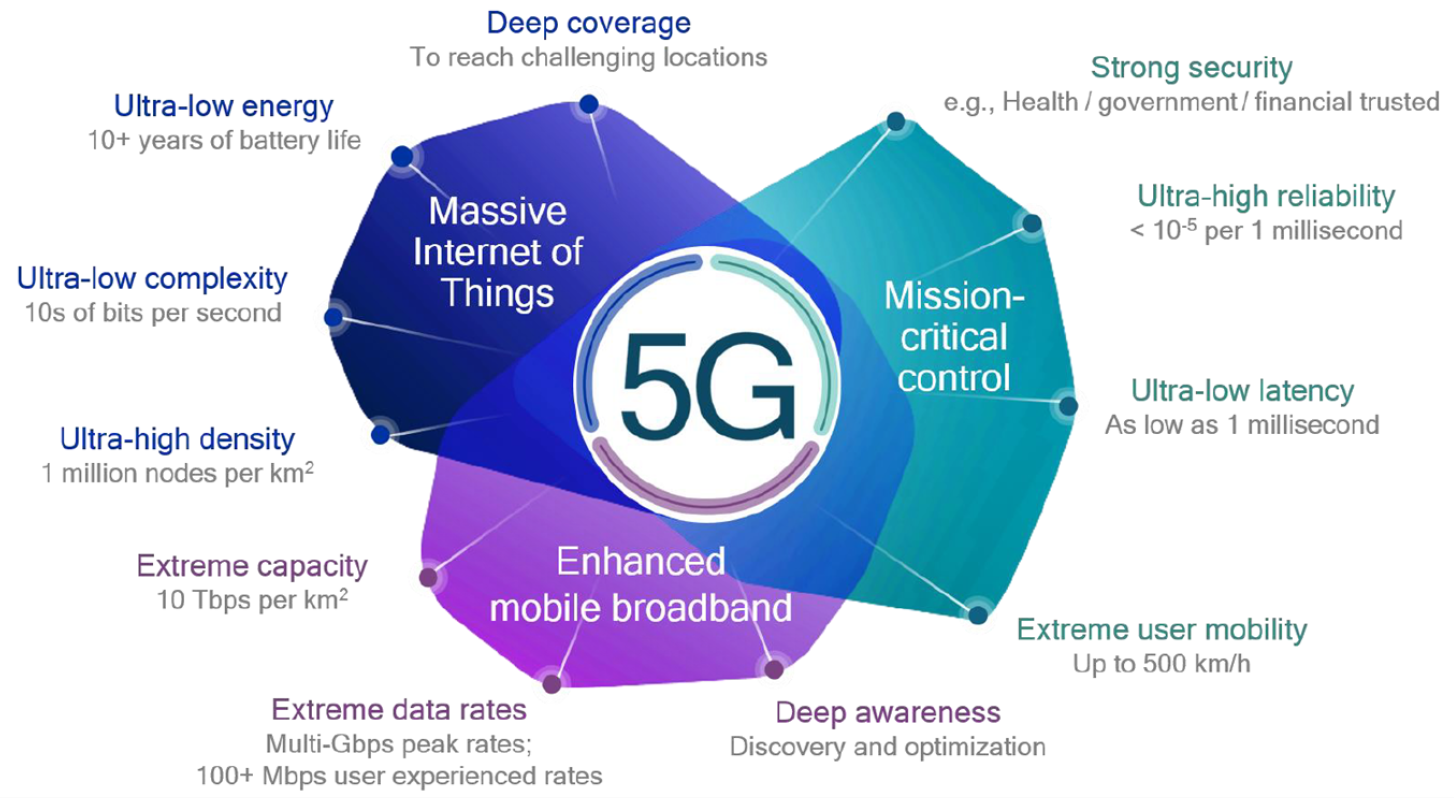 Deep coverage
To reach challenging locations
Strong security
e.g., Health / government / financial trusted
Ultra-low energy
10+ years of battery life
Ultra-high reliability
< 10⁻⁵ per 1 millisecond
Massive
Internet of
Things
Ultra-low complexity
10s of bits per second
Mission-
critical
control
5G
Ultra-low latency
As low as 1 millisecond
Ultra-high density
1 million nodes per km²
Extreme capacity
10 Tbps per km²
Enhanced
mobile broadband
Extreme user mobility
Up to 500 km/h
Extreme data rates
Multi-Gbps peak rates;
100+ Mbps user experienced rates
Deep awareness
Discovery and optimization